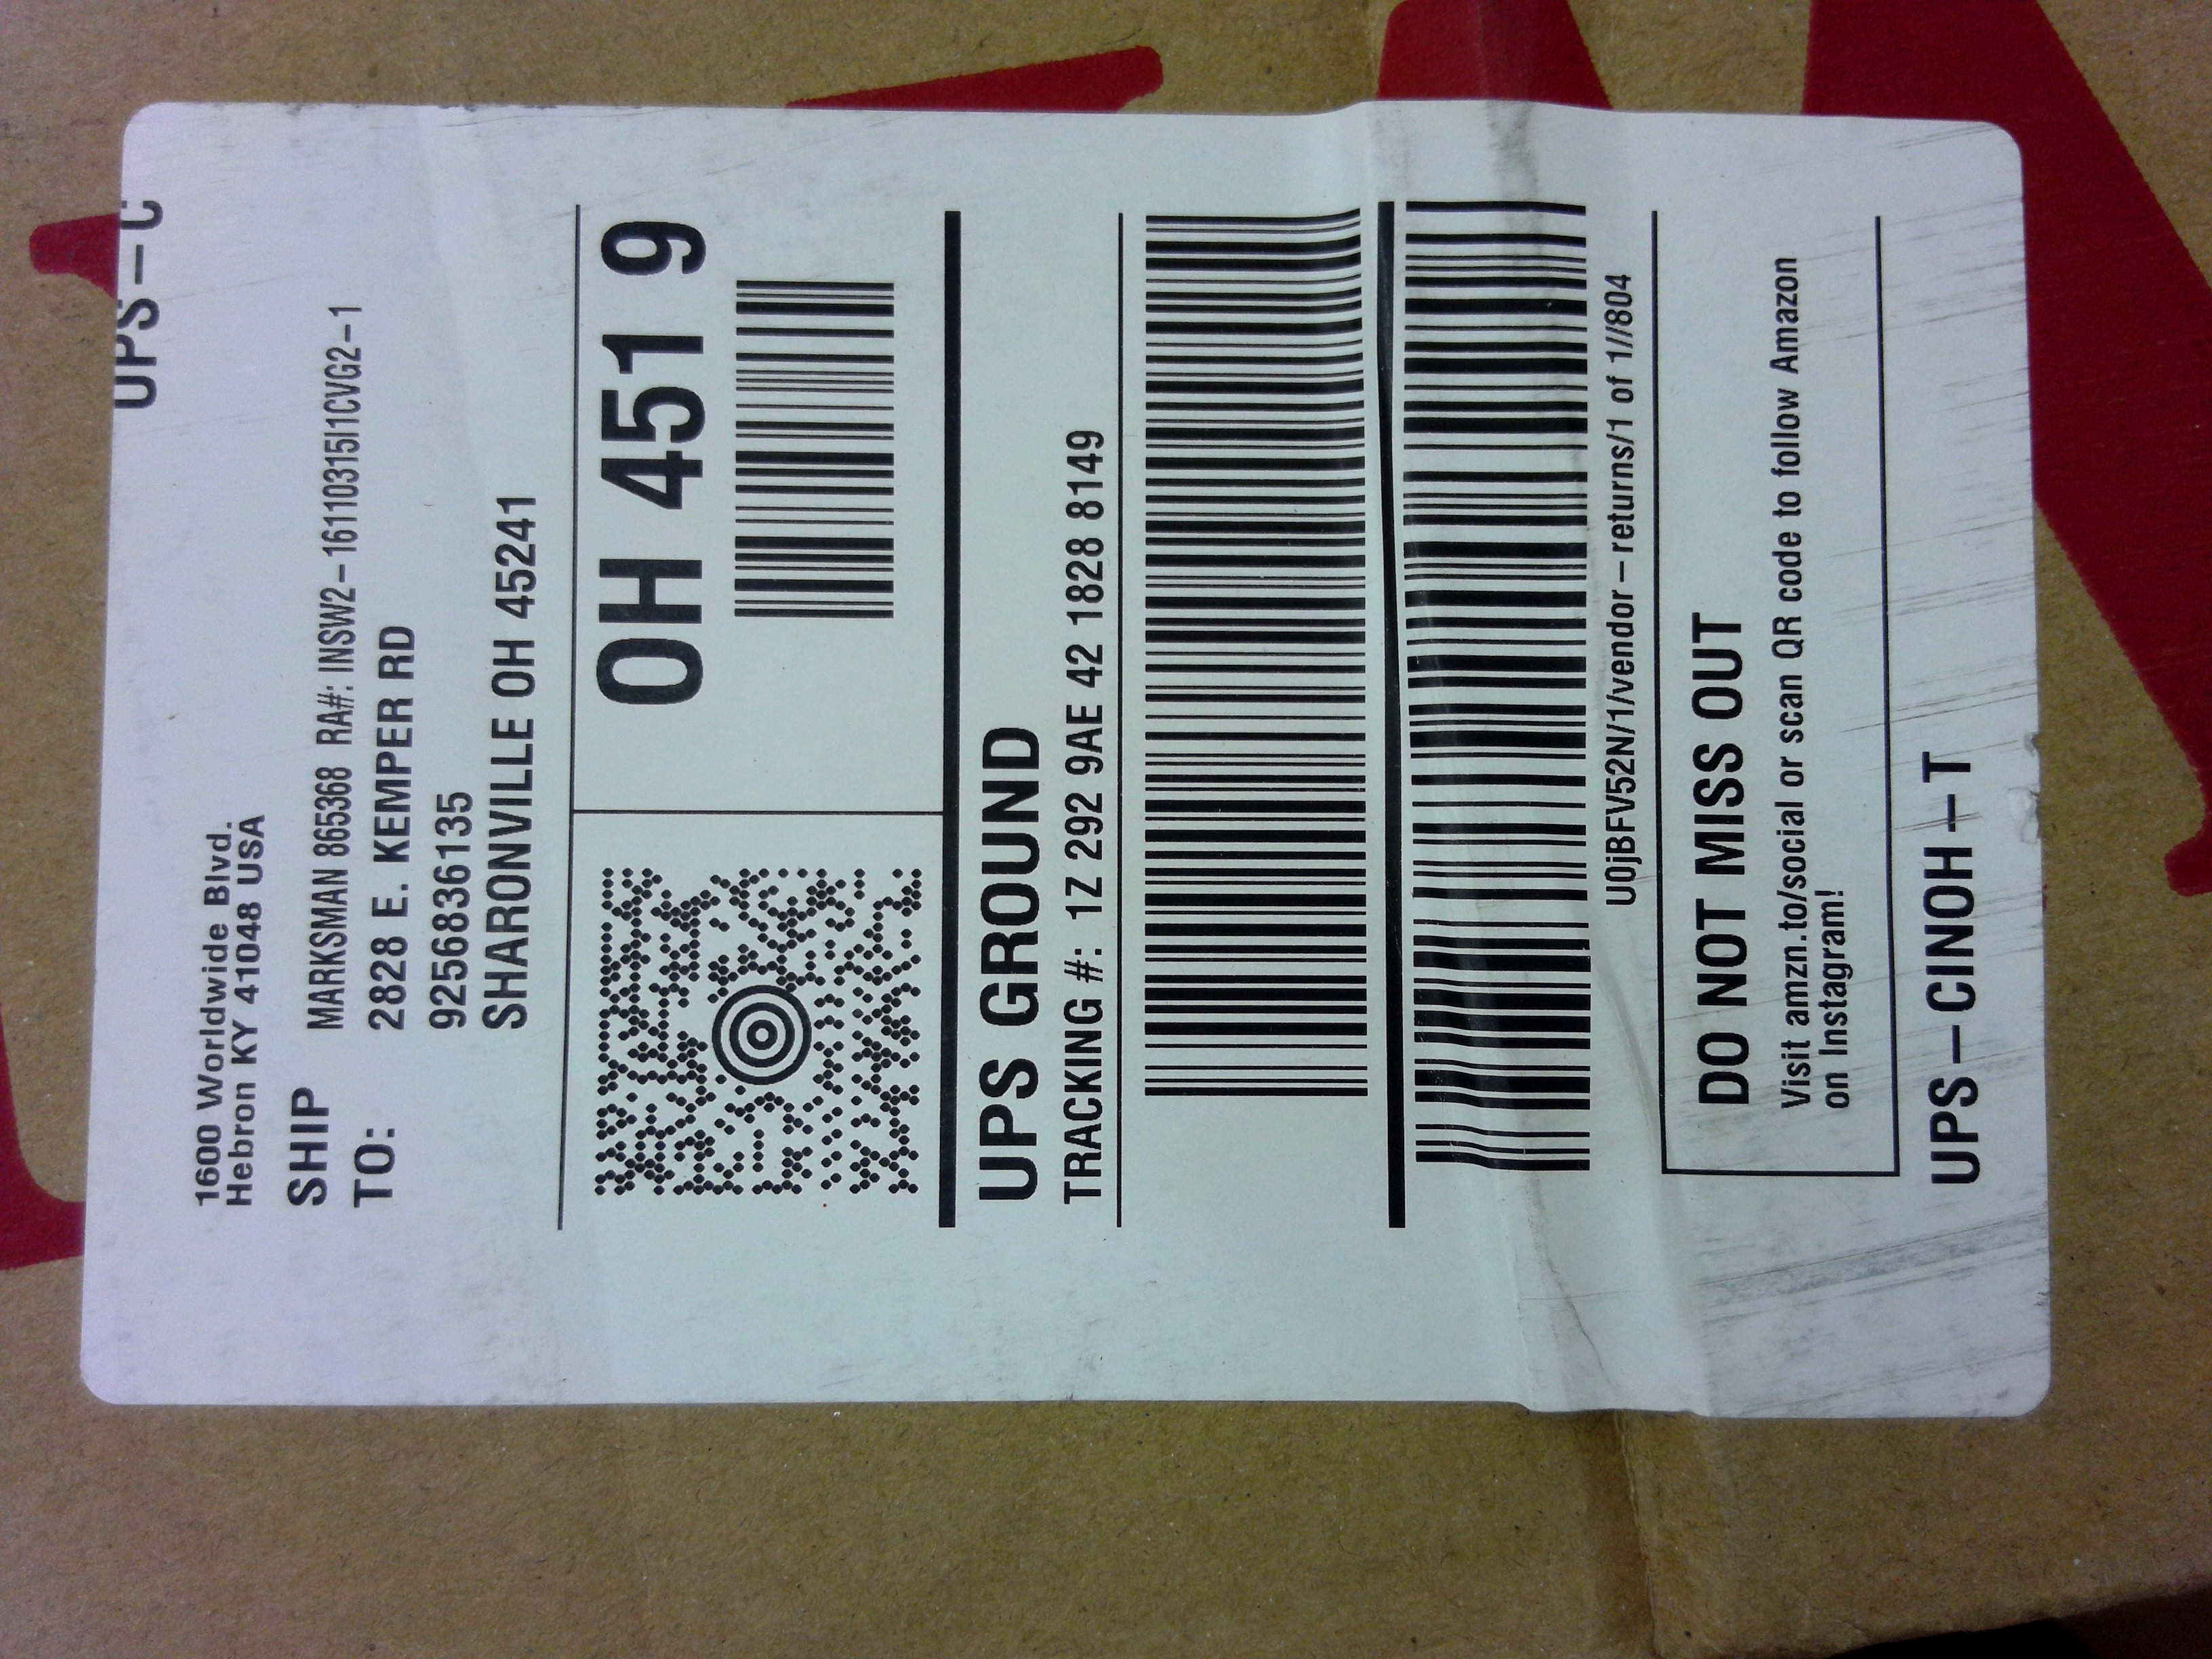 UPS-C
1600 Worldwide Blvd.
Hebron KY 41048 USA
SHIP
TO:
MARKSMAN 865368 RA#: INSW2-16110315I1CVG2-1
2828 E. KEMPER RD
9256836135
SHARONVILLE OH 45241
OH 451 9
UPS GROUND
TRACKING #: 1Z 292 9AE 42 1828 8149
U0jBFV52N/1/vendor-returns/1 of 1//804
DO NOT MISS OUT
Visit amzn.to/social or scan QR code to follow Amazon
on Instagram!
UPS-CINOH-T